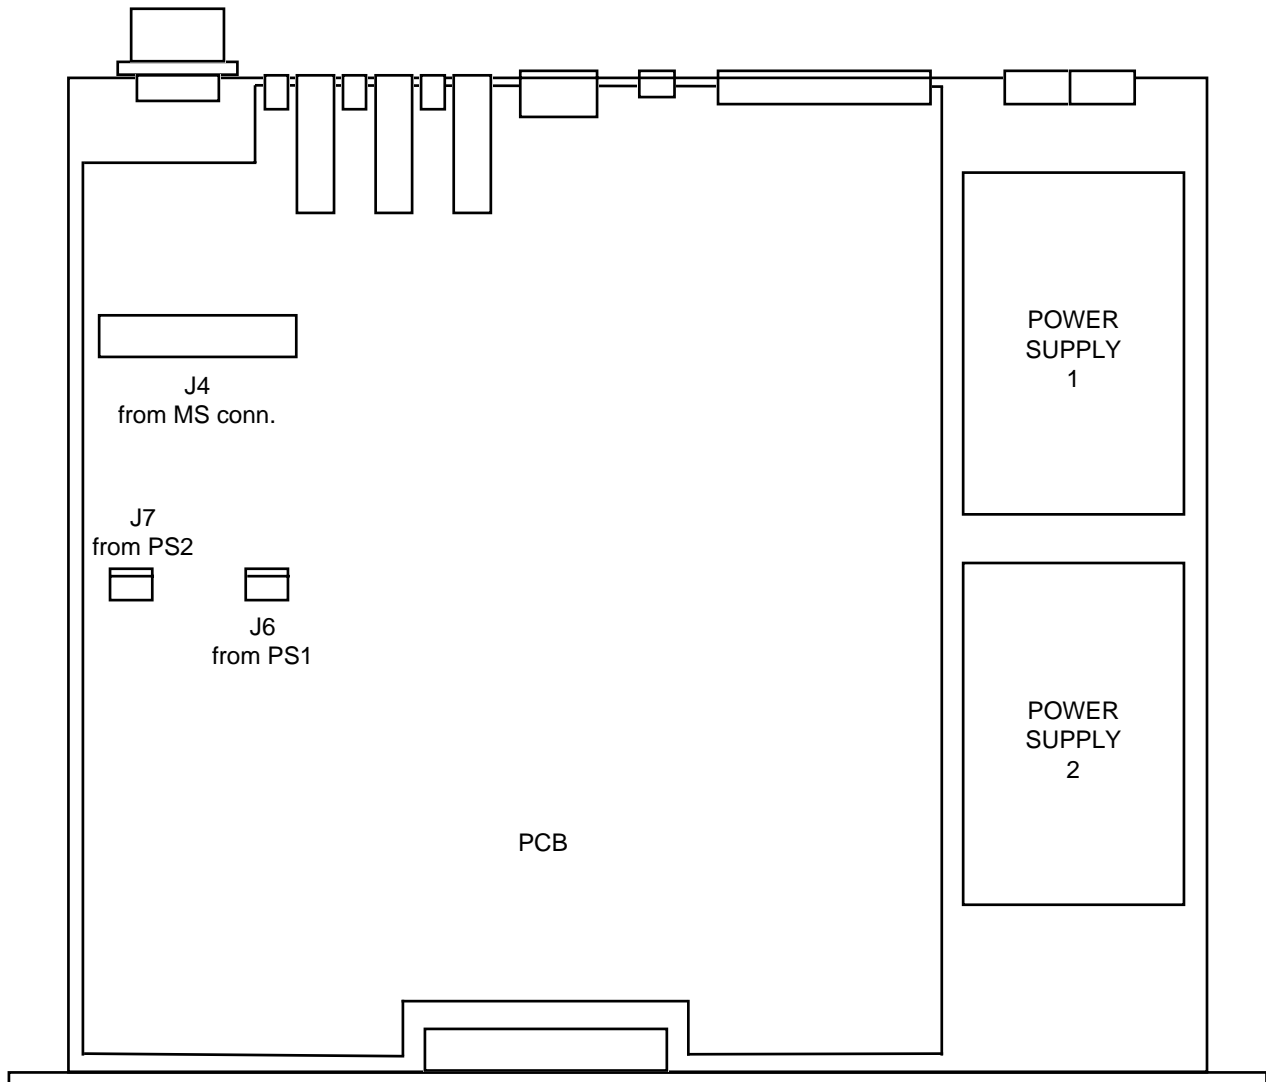 POWER
SUPPLY
1
J4
from MS conn.
J7
from PS2
J6
from PS1
POWER
SUPPLY
2
PCB